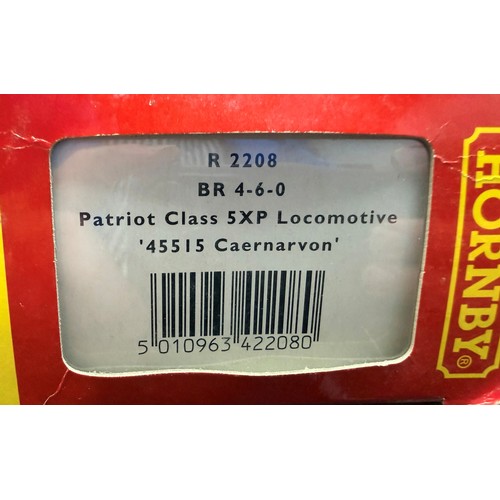 R 2208
BR 4-6-0
Patriot Class 5XP Locomotive
'45515 Caernarvon'
5 010963 422080
HORNBY®